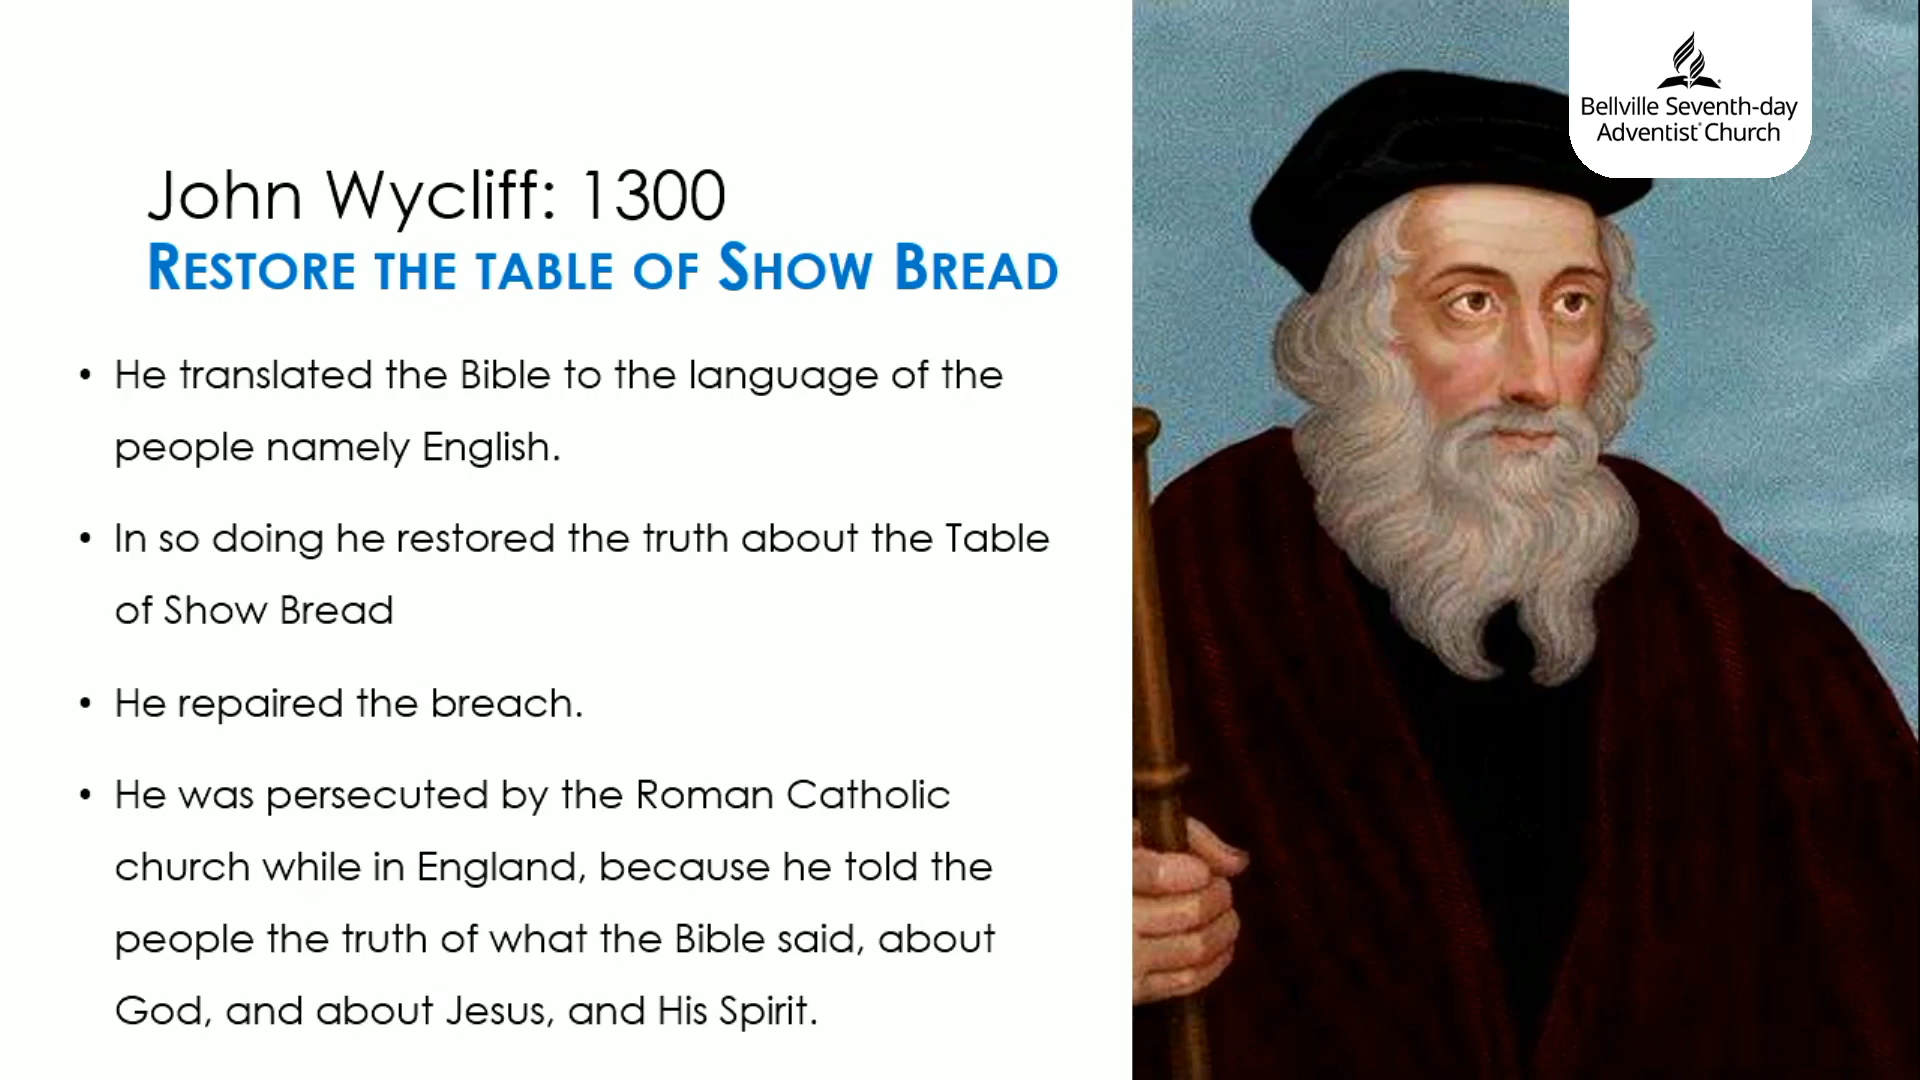 Bellville Seventh-day
Adventist Church
John Wycliff: 1300
RESTORE THE TABLE OF SHOW BREAD
• He translated the Bible to the language of the
people namely English.
• In so doing he restored the truth about the Table
of Show Bread
• He repaired the breach.
• He was persecuted by the Roman Catholic
church while in England, because he told the
people the truth of what the Bible said, about
God, and about Jesus, and His Spirit.